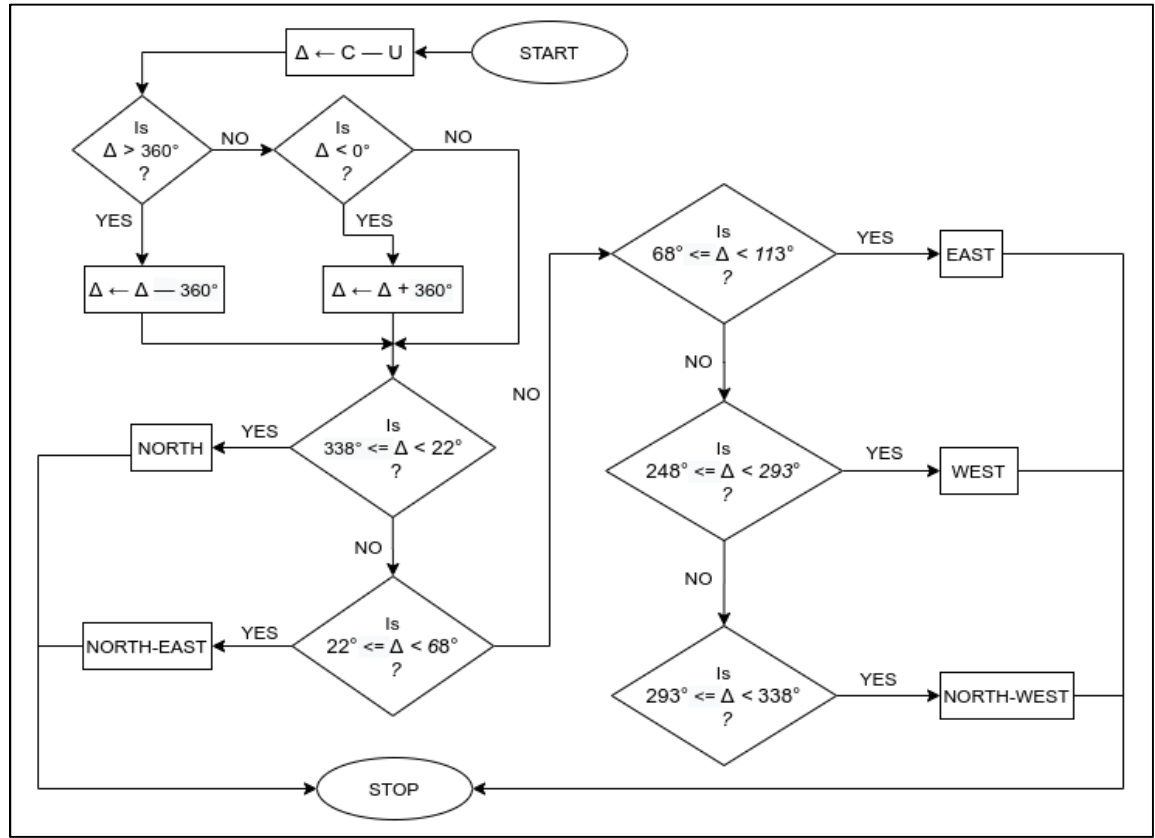 START
Δ ← C — U
Is
Δ > 360°
?
NO
Is
Δ < 0°
?
NO
YES
YES
Δ ← Δ — 360°
Δ ← Δ + 360°
Is
338° <= Δ < 22°
?
YES
NORTH
NO
Is
22° <= Δ < 68°
?
YES
NORTH-EAST
NO
Is
68° <= Δ < 113°
?
YES
EAST
NO
Is
248° <= Δ < 293°
?
YES
WEST
NO
Is
293° <= Δ < 338°
?
YES
NORTH-WEST
STOP